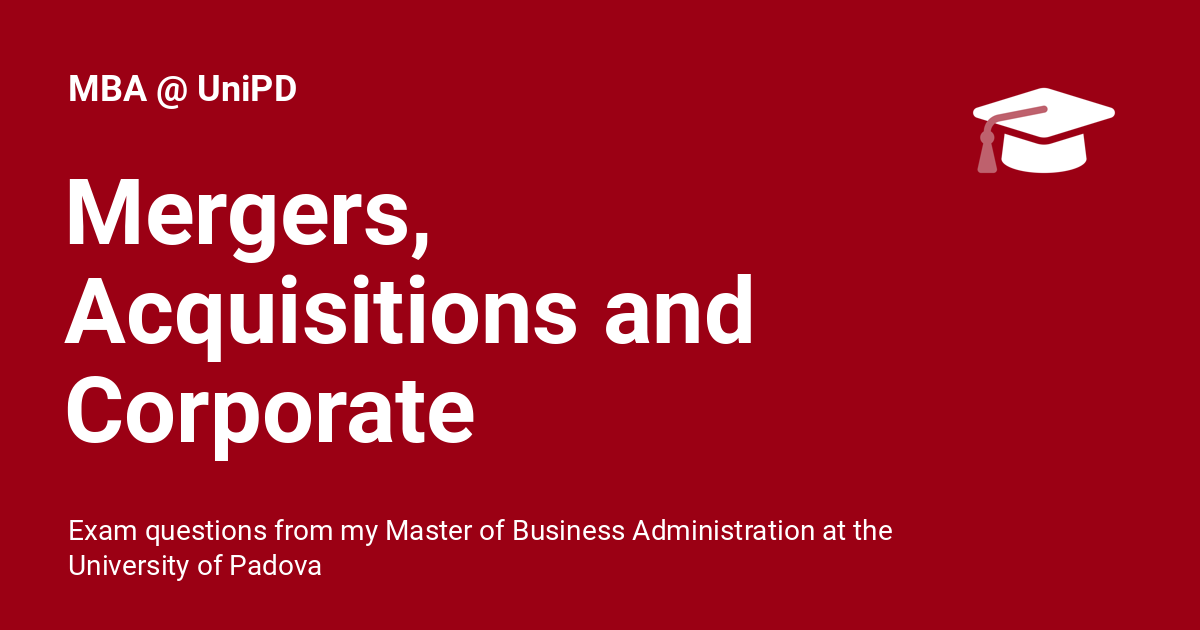 MBA @ UniPD
Mergers,
Acquisitions and
Corporate
Exam questions from my Master of Business Administration at the
University of Padova